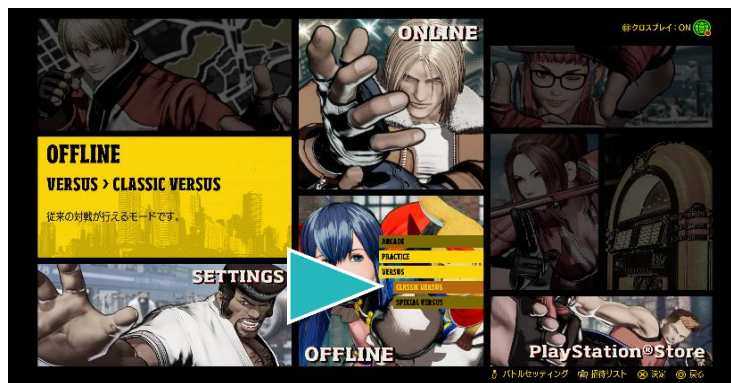 ONLINE
クロスプレイ：ON
OFFLINE
VERSUS > CLASSIC VERSUS
従来の対戦が行えるモードです。
SETTINGS
ARCADE
PRACTICE
VERSUS
CLASSIC VERSUS
SPECIAL VERSUS
OFFLINE
PlayStation®Store
バトルセッティング 招待リスト 決定 戻る